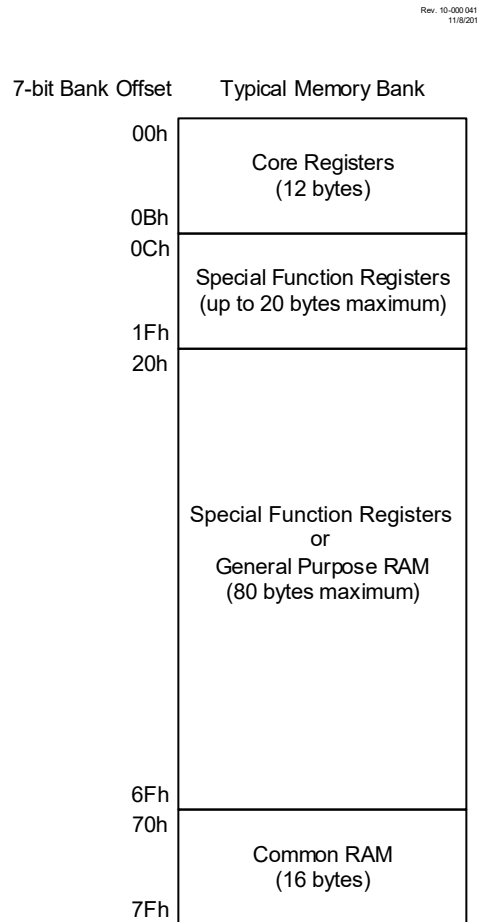 Rev. 10-000 041
11/8/201
7-bit Bank Offset
Typical Memory Bank
00h
Core Registers
(12 bytes)
0Bh
0Ch
Special Function Registers
(up to 20 bytes maximum)
1Fh
20h
Special Function Registers
or
General Purpose RAM
(80 bytes maximum)
6Fh
70h
Common RAM
(16 bytes)
7Fh